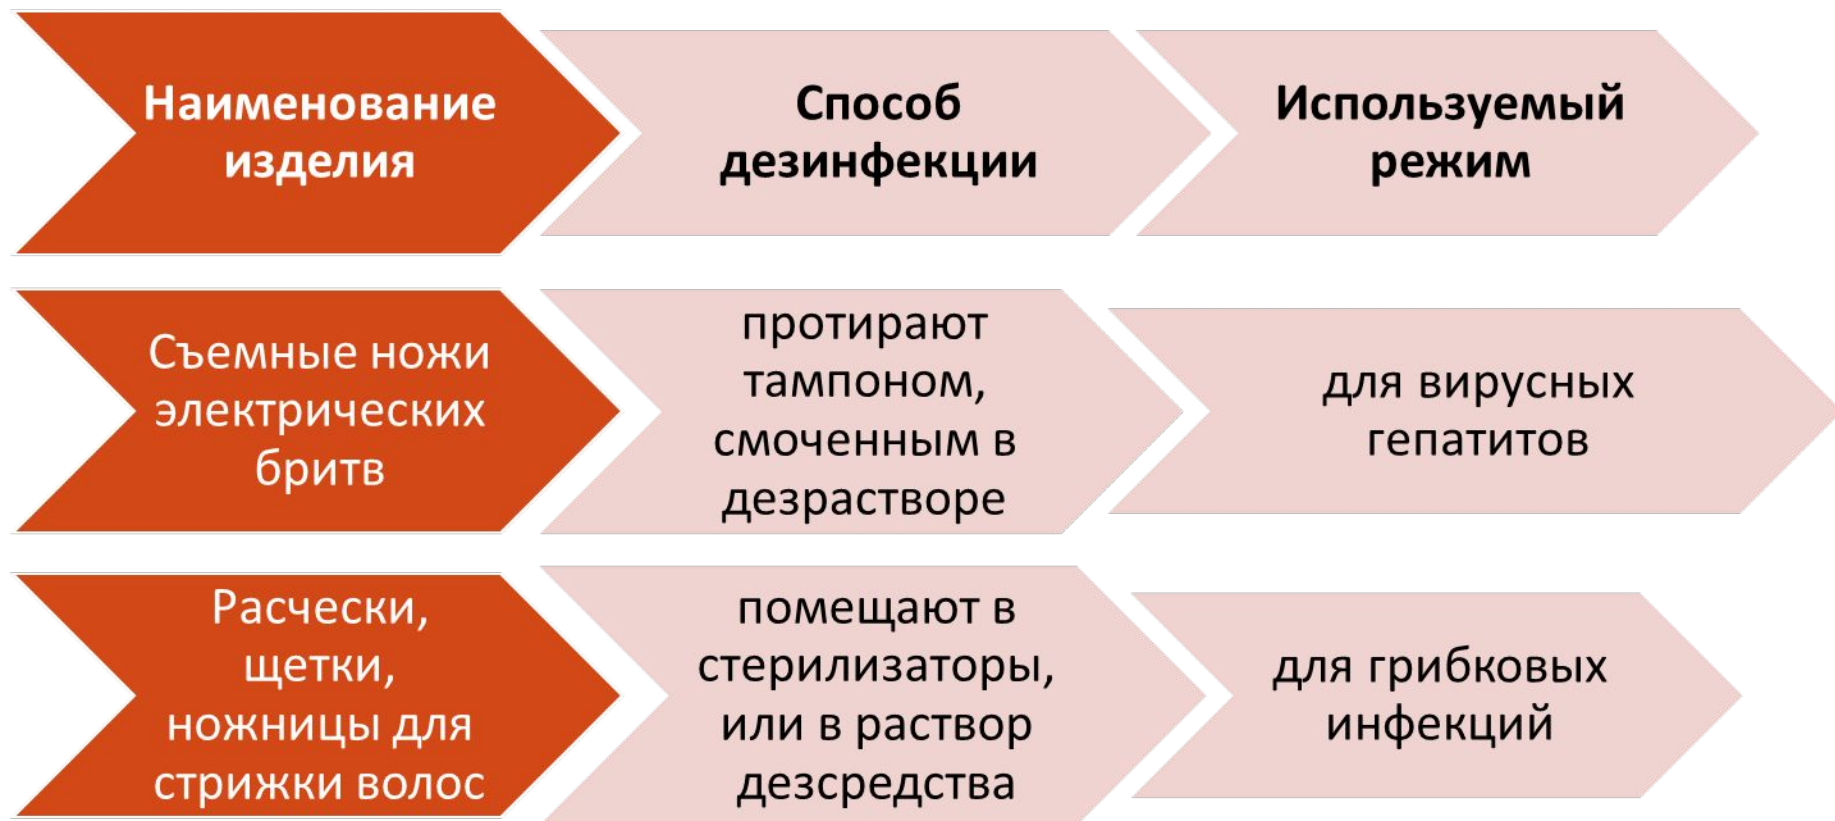 Наименование
изделия
Способ
дезинфекции
Используемый
режим
Съемные ножи
электрических
бритв
протирают
тампоном,
смоченным в
дезрастворе
для вирусных
гепатитов
Расчески,
щетки,
ножницы для
стрижки волос
помещают в
стерилизаторы,
или в раствор
дезсредства
для грибковых
инфекций